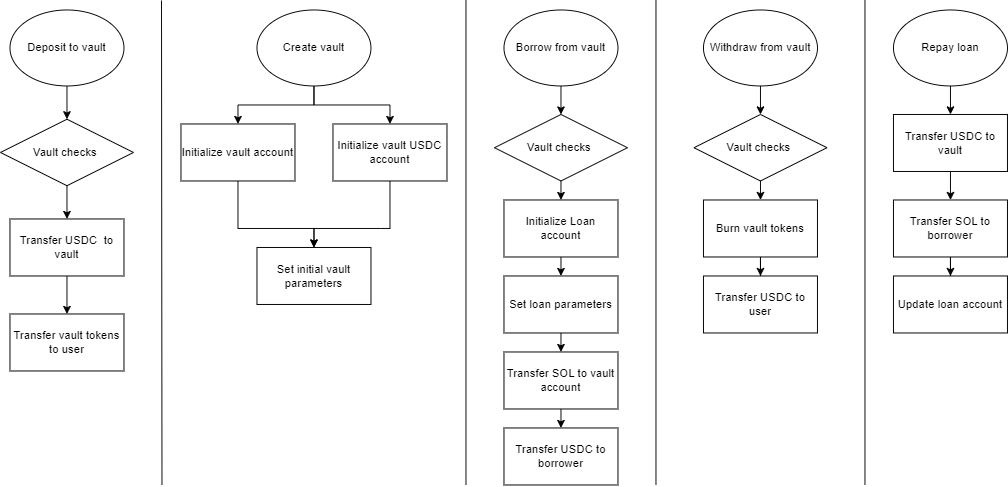 Deposit to vault
Vault checks
Transfer USDC to
vault
Transfer vault tokens
to user
Create vault
Initialize vault account
Initialize vault USDC
account
Set initial vault
parameters
Borrow from vault
Vault checks
Initialize Loan
account
Set loan parameters
Transfer SOL to vault
account
Transfer USDC to
borrower
Withdraw from vault
Vault checks
Burn vault tokens
Transfer USDC to
user
Repay loan
Transfer USDC to
vault
Transfer SOL to
borrower
Update loan account